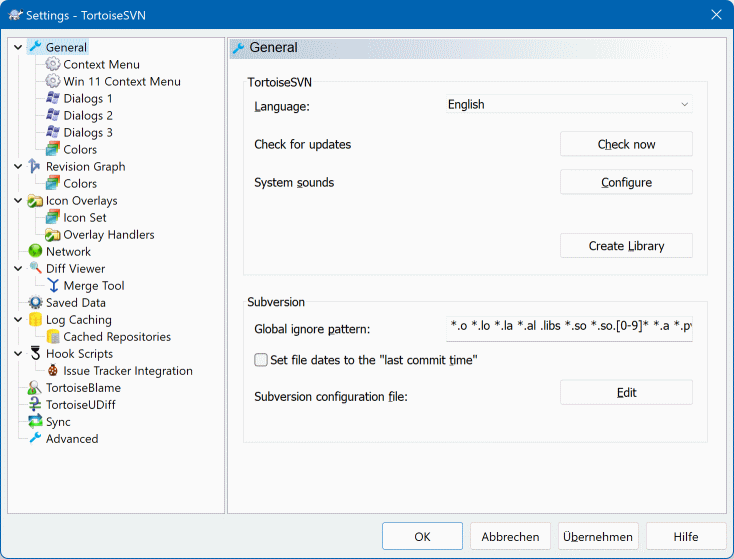 Settings - TortoiseSVN
General
Context Menu
Win 11 Context Menu
Dialogs 1
Dialogs 2
Dialogs 3
Colors
Revision Graph
Colors
Icon Overlays
Icon Set
Overlay Handlers
Network
Diff Viewer
Merge Tool
Saved Data
Log Caching
Cached Repositories
Hook Scripts
Issue Tracker Integration
TortoiseBlame
TortoiseUDiff
Sync
Advanced
General
TortoiseSVN
Language: English
Check for updates Check now
System sounds Configure
Create Library
Subversion
Global ignore pattern: *.o *.lo *.la *.al .libs *.so *.so.[0-9]* *.a
Set file dates to the "last commit time"
Subversion configuration file: Edit
OK Abbrechen Übernehmen Hilfe